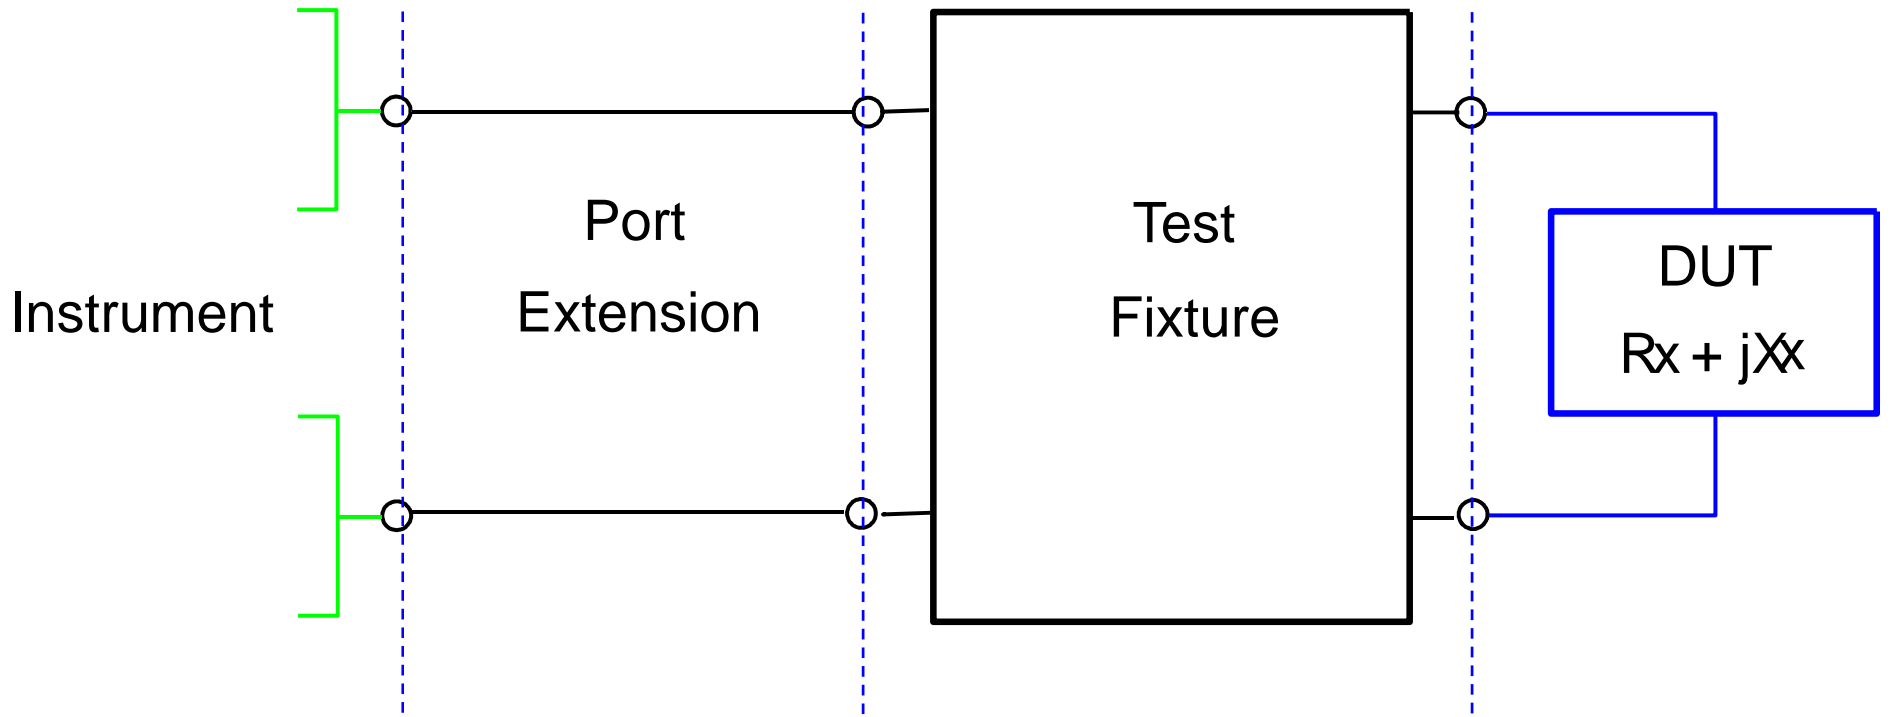 Instrument
Port
Extension
Test
Fixture
DUT
Rx + jXx